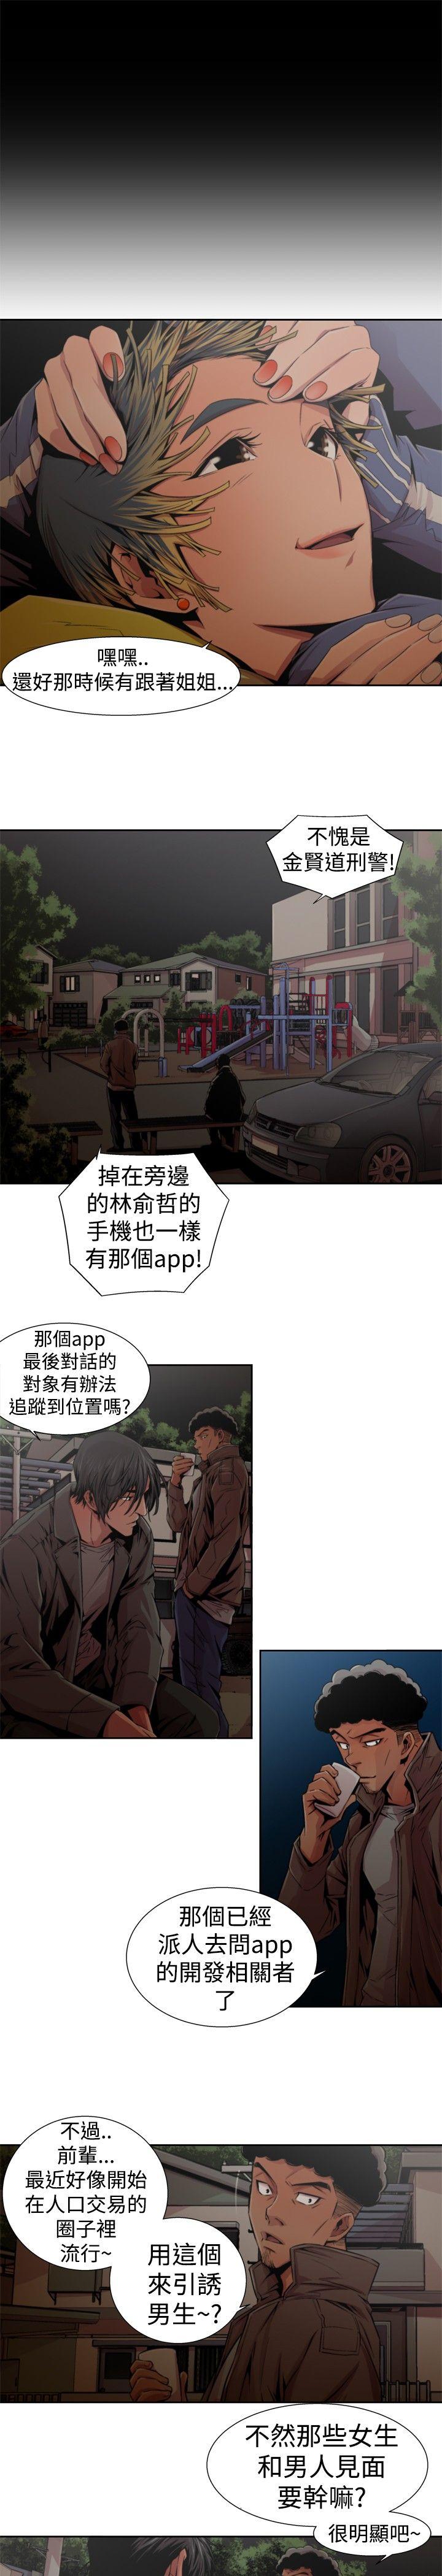 嘿嘿..
還好那時候有跟著姐姐...
不愧是
金賢道刑警!
掉在旁邊
的林俞哲的
手機也一樣
有那個app!
那個app
最後對話的
對象有辦法
追蹤到位置嗎?
那個已經
派人去問app
的開發相關者
了
不過..
前輩...
最近好像開始
在人口交易的
圈子裡
流行~
用這個
來引誘
男生~?
不然那些女生
和男人見面
要幹嘛?
很明顯吧~